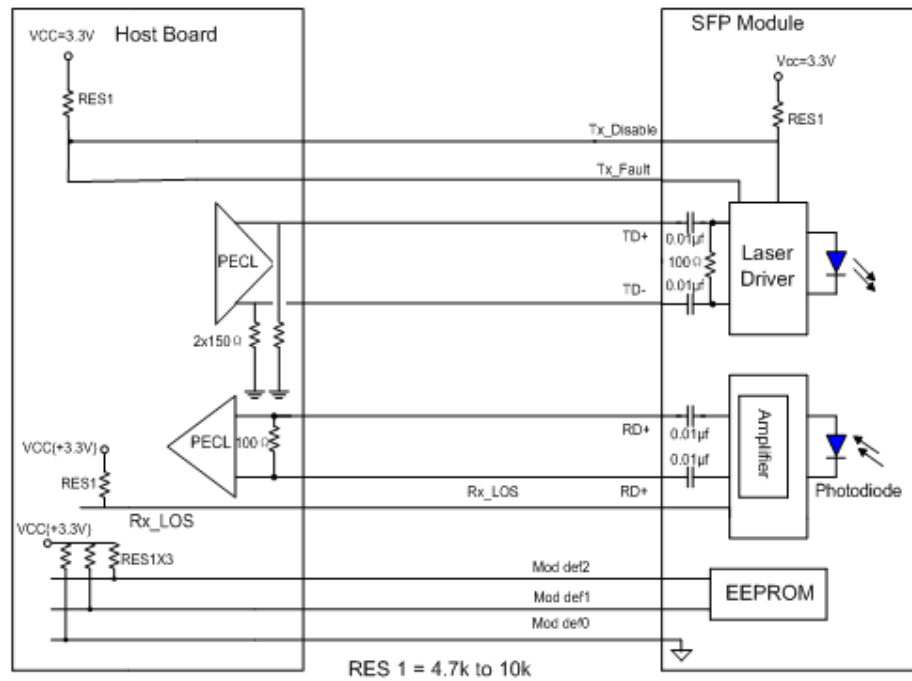 Host Board
SFP Module
VCC=3.3V
Vcc=3.3V
RES1
RES1
Tx_Disable
Tx_Fault
PECL
TD+
0.01µf
100Ω
0.01µf
TD-
Laser
Driver
2x150Ω
PECL
100Ω
RD+
0.01µf
0.01µf
RD+
Amplifier
Photodiode
VCC(+3.3V)
RES1
Rx_LOS
Rx_LOS
VCC(+3.3V)
RES1X3
Mod def2
Mod def1
Mod def0
EEPROM
RES 1 = 4.7k to 10k